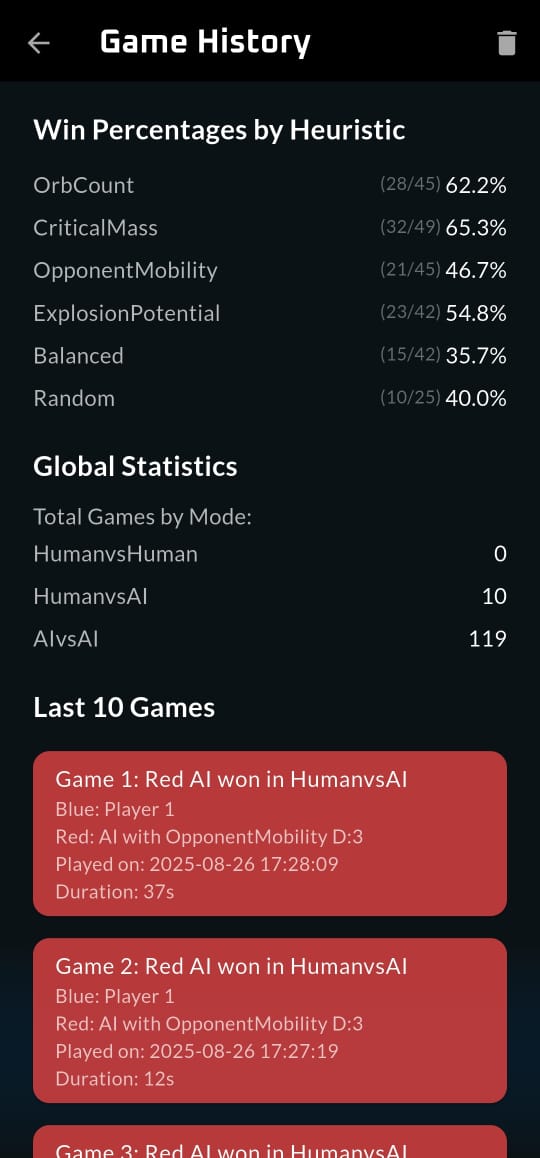 Game History
Win Percentages by Heuristic
OrbCount (28/45) 62.2%
CriticalMass (32/49) 65.3%
OpponentMobility (21/45) 46.7%
ExplosionPotential (23/42) 54.8%
Balanced (15/42) 35.7%
Random (10/25) 40.0%
Global Statistics
Total Games by Mode:
HumanvsHuman 0
HumanvsAI 10
AIvsAI 119
Last 10 Games
Game 1: Red AI won in HumanvsAI
Blue: Player 1
Red: AI with OpponentMobility D:3
Played on: 2025-08-26 17:28:09
Duration: 37s
Game 2: Red AI won in HumanvsAI
Blue: Player 1
Red: AI with OpponentMobility D:3
Played on: 2025-08-26 17:27:19
Duration: 12s
Game 3: Red AI won in HumanvsAI